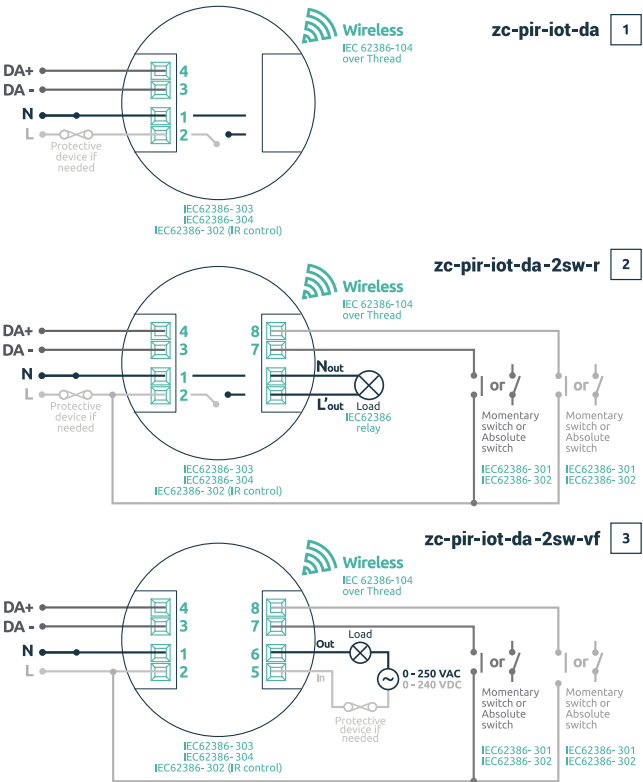 zc-pir-iot-da 1
Wireless
IEC 62386-104
over Thread
DA+ 4
DA - 3
N 1
L 2
Protective
device if
needed
IEC62386-303
IEC62386-304
IEC62386-302 (IR control)
zc-pir-iot-da-2sw-r 2
Wireless
IEC 62386-104
over Thread
DA+ 4 8
DA - 3 7
N 1 Nout
L 2 L'out
Protective
device if
needed
Load
IEC62386
relay
or or
Momentary
switch or
Absolute
switch
IEC62386-301
IEC62386-302
Momentary
switch or
Absolute
switch
IEC62386-301
IEC62386-302
IEC62386-303
IEC62386-304
IEC62386-302 (IR control)
zc-pir-iot-da-2sw-vf 3
Wireless
IEC 62386-104
over Thread
DA+ 4 8
DA - 3 7
N 1 6 Out Load
L 2 5 In
0 - 250 VAC
0 - 240 VDC
Protective
device if
needed
or or
Momentary
switch or
Absolute
switch
IEC62386-301
IEC62386-302
Momentary
switch or
Absolute
switch
IEC62386-301
IEC62386-302
IEC62386-303
IEC62386-304
IEC62386-302 (IR control)